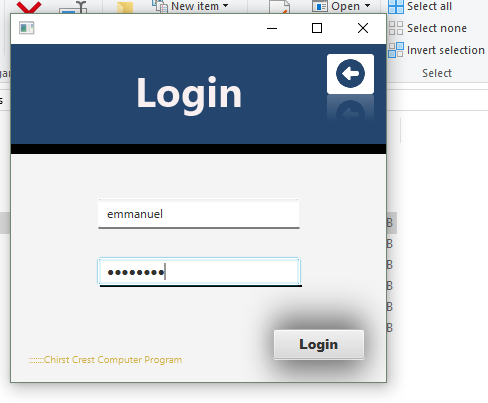 New item
Open
Select all
Select none
Invert selection
Select
Login
emmanuel
••••••••
Login
::::::Chirst Crest Computer Program
B
B
B
B
B
B